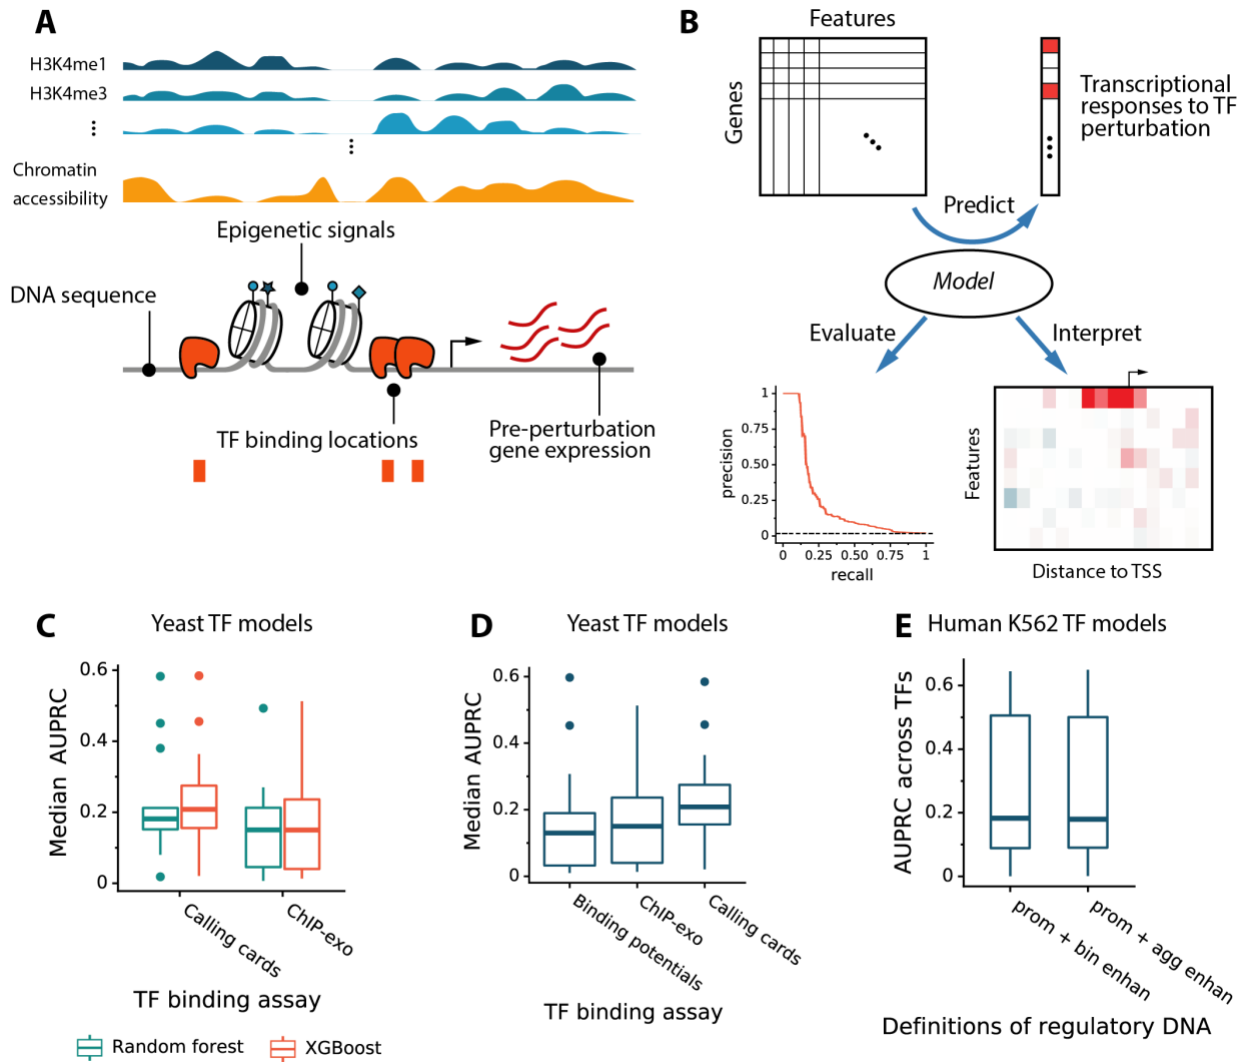 A
H3K4me1
H3K4me3
Chromatin
accessibility
Epigenetic signals
DNA sequence
TF binding locations
Pre-perturbation
gene expression
B
Features
Genes
Transcriptional
responses to TF
perturbation
Predict
Model
Evaluate
Interpret
1
0.75
0.50
0.25
0
precision
0 0.25 0.50 0.75 1
recall
Features
Distance to TSS
C
Yeast TF models
0.6
0.4
0.2
0
Median AUPRC
Calling cards
ChIP-exo
TF binding assay
Random forest
XGBoost
D
Yeast TF models
0.6
0.4
0.2
0
Median AUPRC
Binding potentials
ChIP-exo
Calling cards
TF binding assay
E
Human K562 TF models
0.6
0.4
0.2
0
AUPRC across TFs
prom + bin enhan
prom + agg enhan
Definitions of regulatory DNA